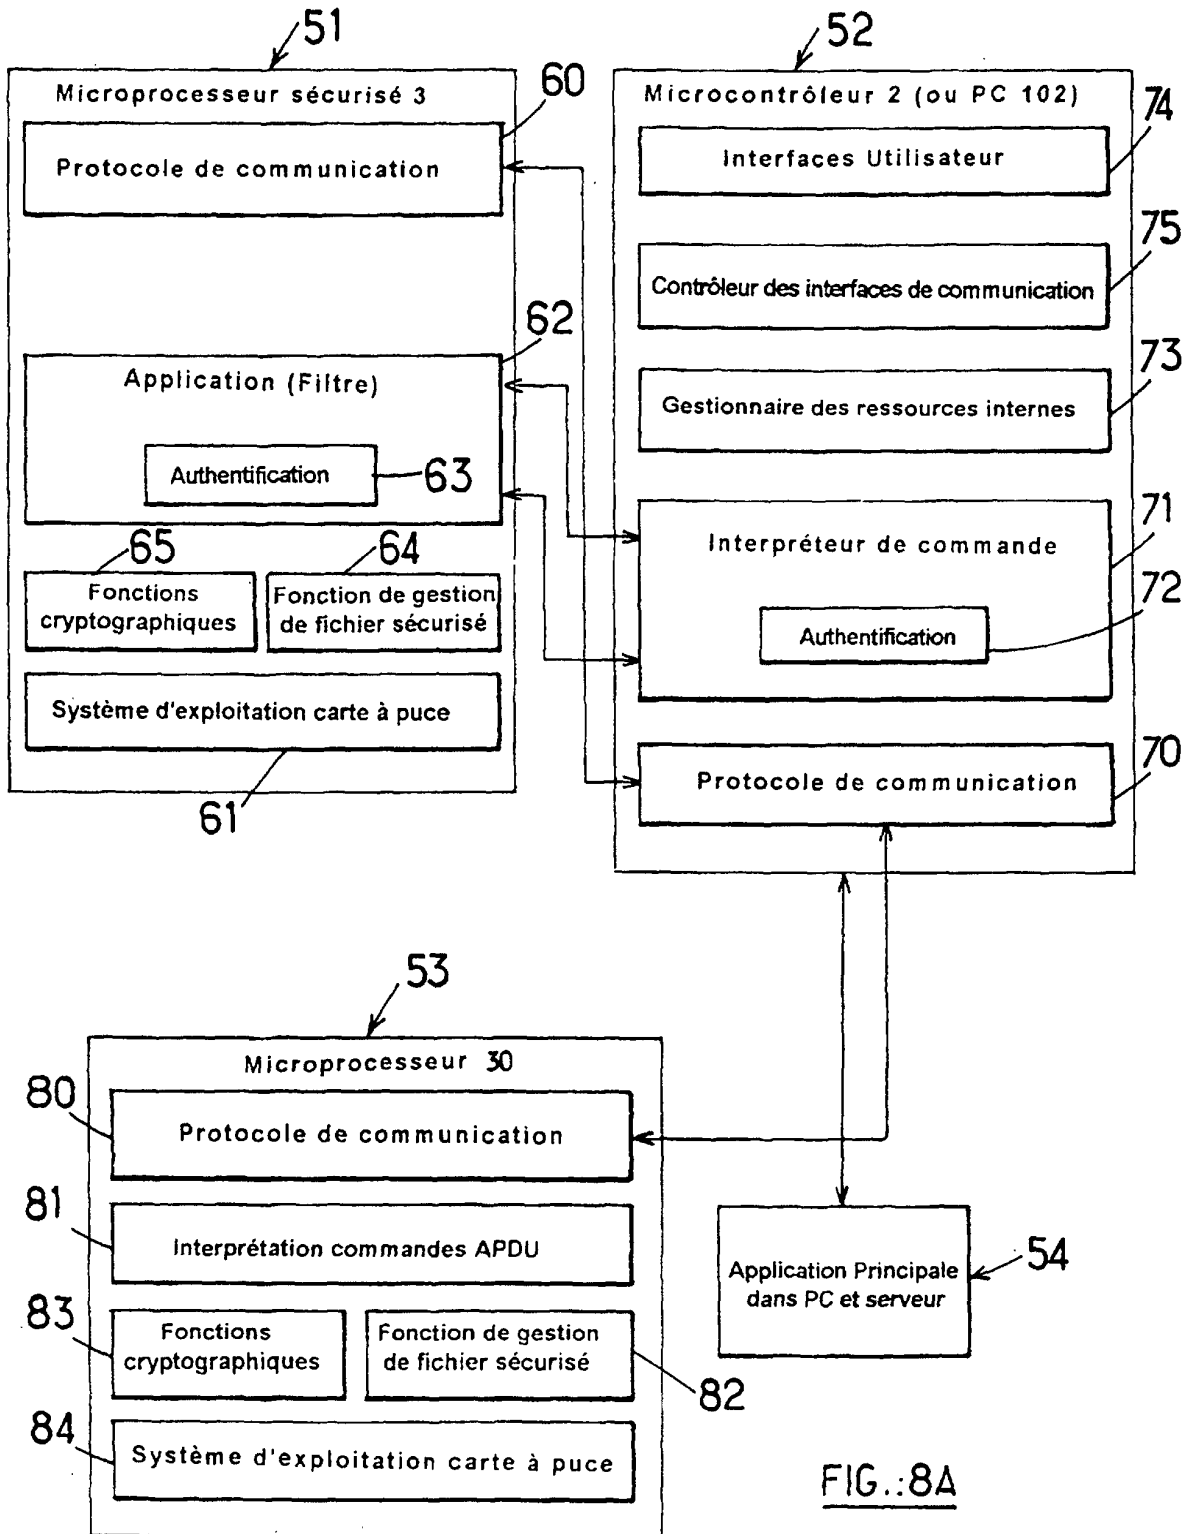 51
Microprocesseur sécurisé 3
60
Protocole de communication
62
Application (Filtre)
Authentification
63
65
64
Fonctions
cryptographiques
Fonction de gestion
de fichier sécurisé
Système d'exploitation carte à puce
61
52
Microcontrôleur 2 (ou PC 102)
74
Interfaces Utilisateur
75
Contrôleur des interfaces de communication
73
Gestionnaire des ressources internes
71
Interpréteur de commande
72
Authentification
70
Protocole de communication
53
Microprocesseur 30
80
Protocole de communication
81
Interprétation commandes APDU
83
Fonctions
cryptographiques
Fonction de gestion
de fichier sécurisé
82
84
Système d'exploitation carte à puce
Application Principale
dans PC et serveur
54
FIG.:8A